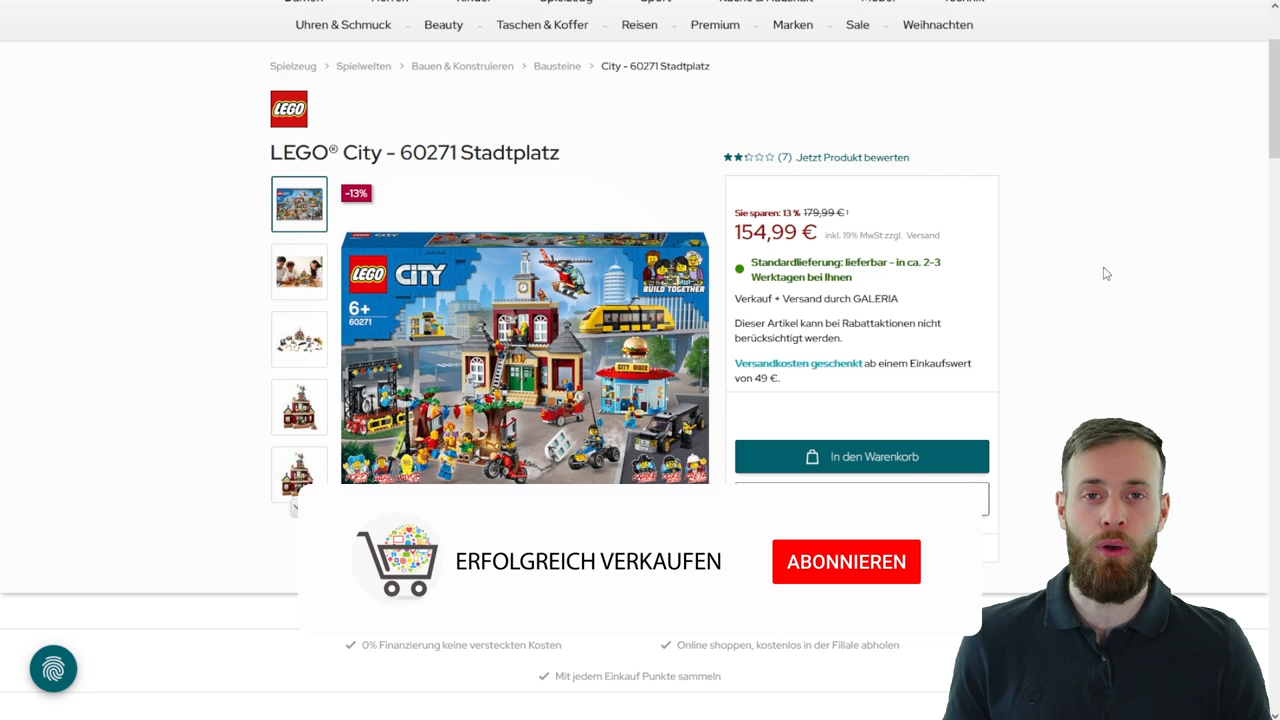 Uhren & Schmuck - Beauty - Taschen & Koffer - Reisen - Premium - Marken - Sale - Weihnachten
Spielzeug > Spielwelten > Bauen & Konstruieren > Bausteine > City - 60271 Stadtplatz
LEGO
LEGO® City - 60271 Stadtplatz
(7) Jetzt Produkt bewerten
-13%
Sie sparen: 13 % 179,99 € ¹
154,99 € inkl. 19% MwSt zzgl. Versand
Standardlieferung: lieferbar - in ca. 2-3
Werktagen bei Ihnen
Verkauf + Versand durch GALERIA
Dieser Artikel kann bei Rabattaktionen nicht
berücksichtigt werden.
Versandkosten geschenkt ab einem Einkaufswert
von 49 €.
In den Warenkorb
CITY
LEGO CITY
6+
60271
BUILD TOGETHER
CITY DINER
ERFOLGREICH VERKAUFEN
ABONNIEREN
0% Finanzierung keine versteckten Kosten
Online shoppen, kostenlos in der Filiale abholen
Mit jedem Einkauf Punkte sammeln